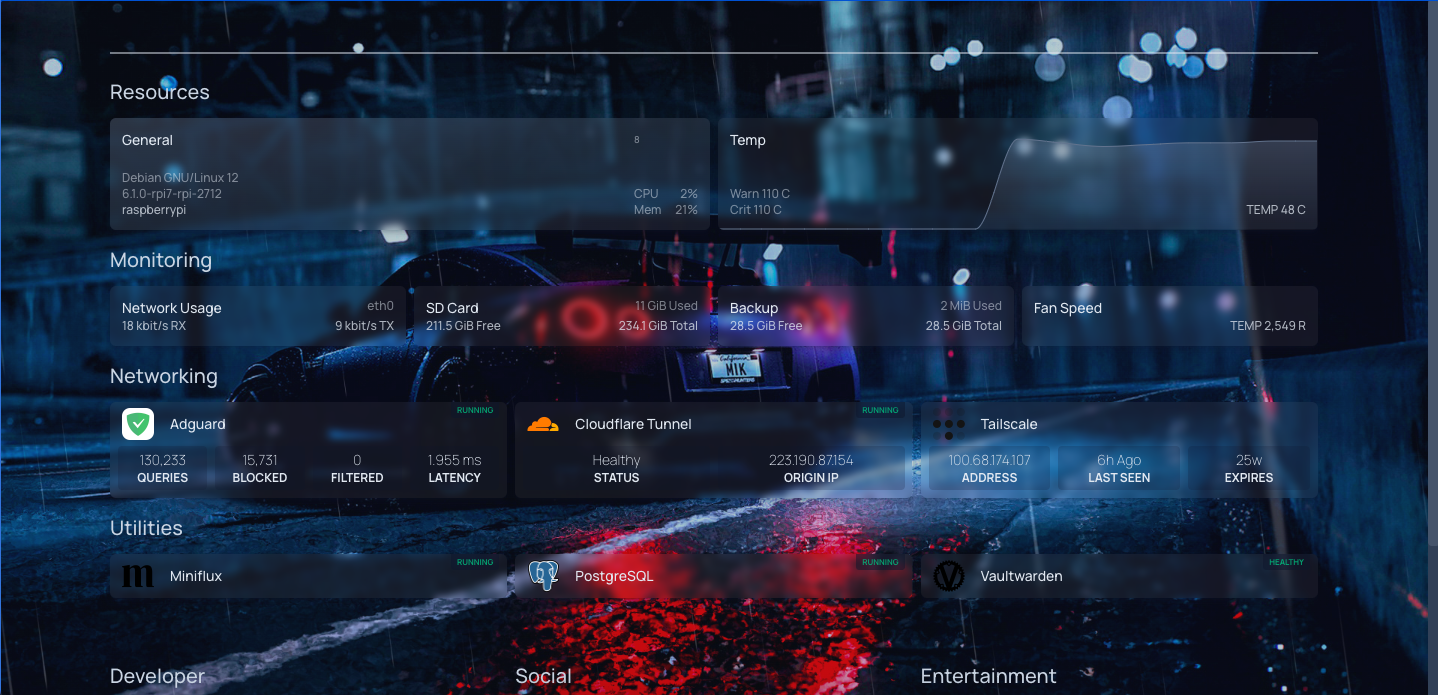 Resources
General
8
Debian GNU/Linux 12
6.1.0-rpi7-rpi-2712
raspberrypi
CPU 2%
Mem 21%
Temp
Warn 110 C
Crit 110 C
TEMP 48 C
Monitoring
Network Usage eth0
18 kbit/s RX 9 kbit/s TX
SD Card 11 GiB Used
211.5 GiB Free 234.1 GiB Total
Backup 2 MiB Used
28.5 GiB Free 28.5 GiB Total
Fan Speed
TEMP 2,549 R
California
MIK
SPEEDHUNTERS
Networking
RUNNING
Adguard
130,233 15,731 0 1.955 ms
QUERIES BLOCKED FILTERED LATENCY
RUNNING
Cloudflare Tunnel
Healthy 223.190.87.154
STATUS ORIGIN IP
Tailscale
100.68.174.107 6h Ago 25w
ADDRESS LAST SEEN EXPIRES
Utilities
RUNNING
m Miniflux
RUNNING
PostgreSQL
HEALTHY
V Vaultwarden
Developer Social Entertainment